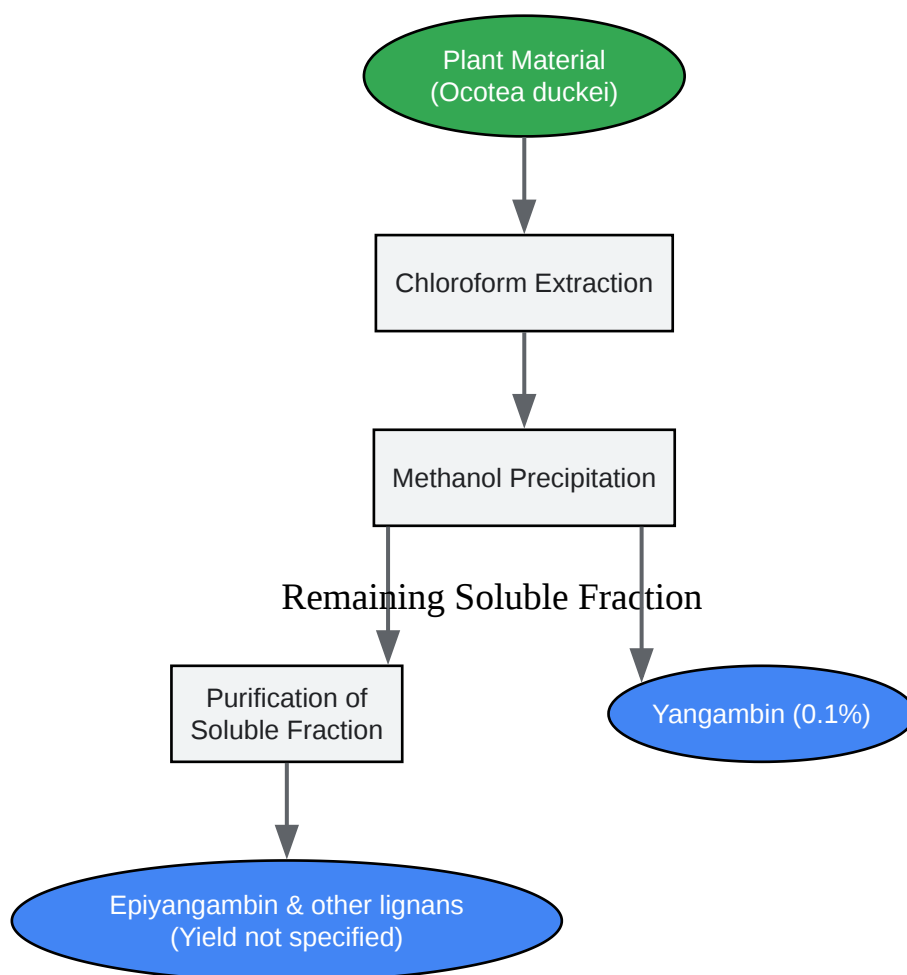 Plant Material
(Ocotea duckei)
Chloroform Extraction
Methanol Precipitation
Remaining Soluble Fraction
Purification of
Soluble Fraction
Yangambin (0.1%)
Epiyangambin & other lignans
(Yield not specified)